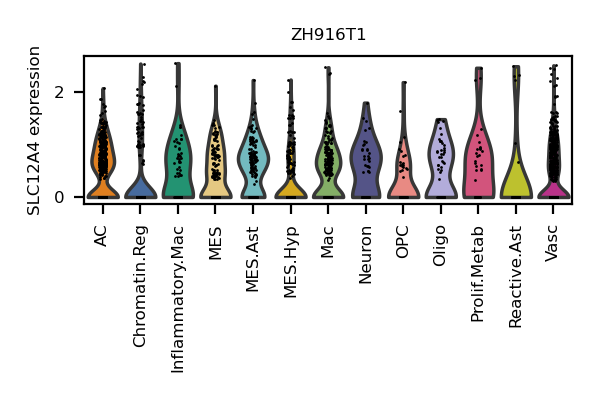 ZH916T1
SLC12A4 expression
2
0
AC
Chromatin.Reg
Inflammatory.Mac
MES
MES.Ast
MES.Hyp
Mac
Neuron
OPC
Oligo
Prolif.Metab
Reactive.Ast
Vasc